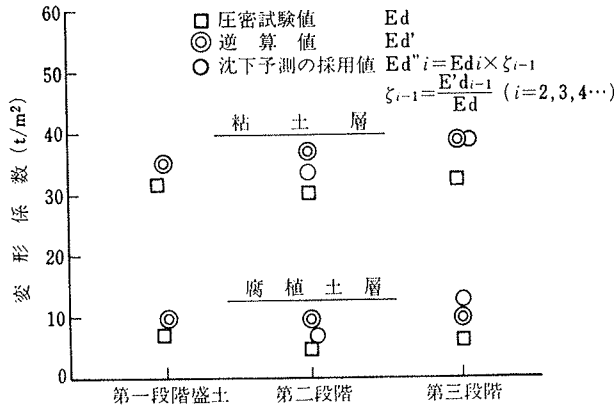 □ 圧密試験値 Ed
◎ 逆算値 Ed'
○ 沈下予測の採用値 Ed''i=Edi×ζi-1
ζi-1=E'di-1/Ed (i=2,3,4…)
変形係数 (t/m²)
60
50
40
30
20
10
0
粘土層
腐植土層
第一段階盛土 第二段階 第三段階